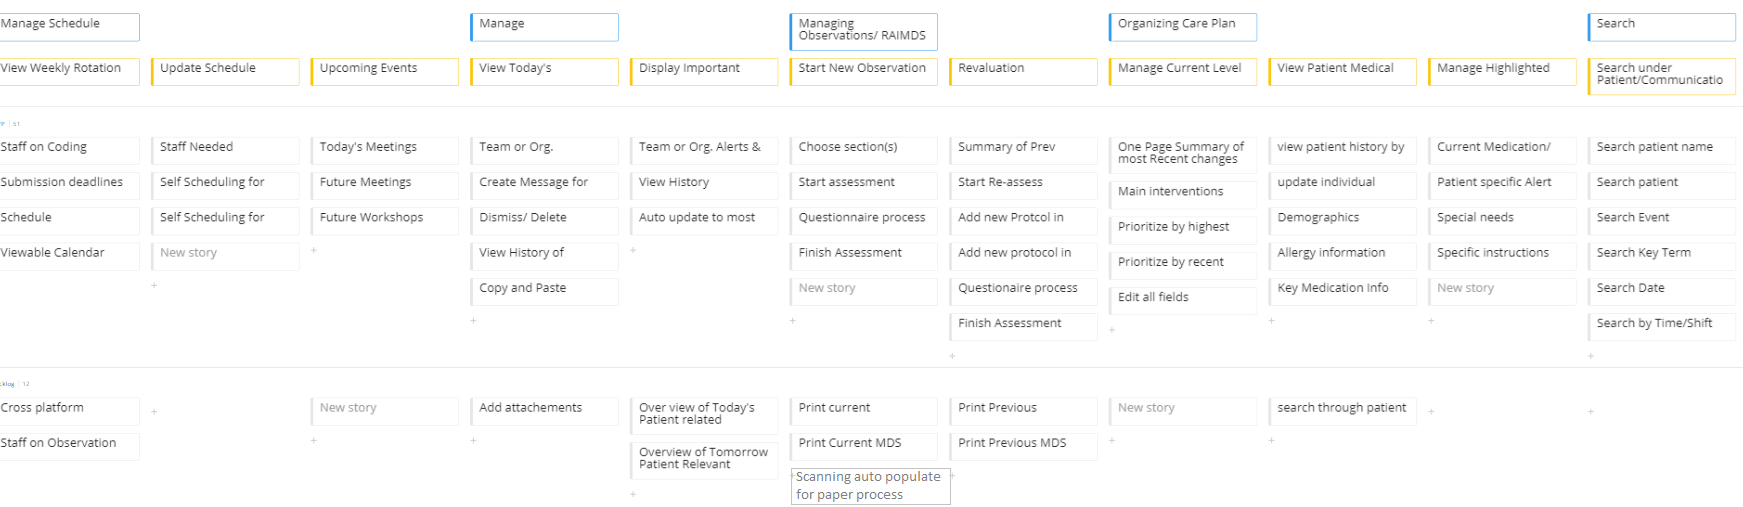 Manage Schedule
Manage
Managing
Observations/ RAIMDS
Organizing Care Plan
Search
View Weekly Rotation
Update Schedule
Upcoming Events
View Today's
Display Important
Start New Observation
Revaluation
Manage Current Level
View Patient Medical
Manage Highlighted
Search under
Patient/Communicatio
51
Staff on Coding
Staff Needed
Today's Meetings
Team or Org.
Team or Org. Alerts &
Choose section(s)
Summary of Prev
One Page Summary of
most Recent changes
view patient history by
Current Medication/
Search patient name
Submission deadlines
Self Scheduling for
Future Meetings
Create Message for
View History
Start assessment
Start Re-assess
Main interventions
update individual
Patient specific Alert
Search patient
Schedule
Self Scheduling for
Future Workshops
Dismiss/ Delete
Auto update to most
Questionnaire process
Add new Protcol in
Prioritize by highest
Demographics
Special needs
Search Event
Viewable Calendar
New story
View History of
Finish Assessment
Add new protocol in
Prioritize by recent
Allergy information
Specific instructions
Search Key Term
Copy and Paste
New story
Questionaire process
Edit all fields
Key Medication Info
New story
Search Date
Finish Assessment
Search by Time/Shift
cklog 12
Cross platform
New story
Add attachements
Over view of Today's
Patient related
Print current
Print Previous
New story
search through patient
Staff on Observation
Overview of Tomorrow
Patient Relevant
Print Current MDS
Print Previous MDS
Scanning auto populate
for paper process